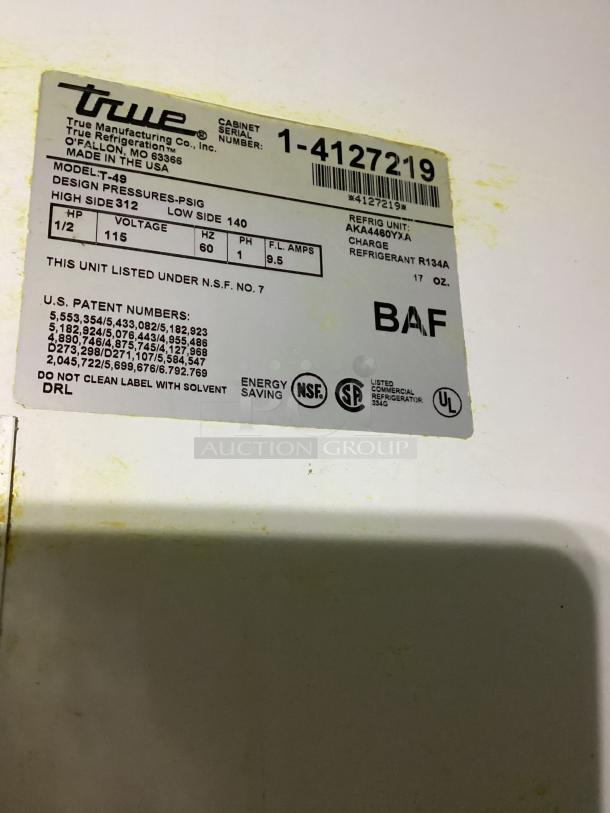 true®
True Manufacturing Co., Inc.
True Refrigeration™
O'FALLON, MO 63366
MADE IN THE USA
CABINET
SERIAL
NUMBER:
1-4127219
*4127219*
MODEL: T-49
DESIGN PRESSURES-PSIG
HIGH SIDE 312 LOW SIDE 140
HP VOLTAGE HZ PH F.L. AMPS
1/2 115 60 1 9.5
REFRIG UNIT:
AKA4460YXA
CHARGE
REFRIGERANT R134A
17 OZ.
THIS UNIT LISTED UNDER N.S.F. NO. 7
BAF
U.S. PATENT NUMBERS:
5,553,354/5,433,082/5,182,923
5,182,924/5,076,443/4,955,486
4,890,746/4,875,745/4,127,968
D273,298/D271,107/5,584,547
2,045,722/5,699,676/6.792.769
DO NOT CLEAN LABEL WITH SOLVENT
DRL
ENERGY
SAVING
NSF.
SA
LISTED
COMMERCIAL
REFRIGERATOR
UL
AUCTION GROUP